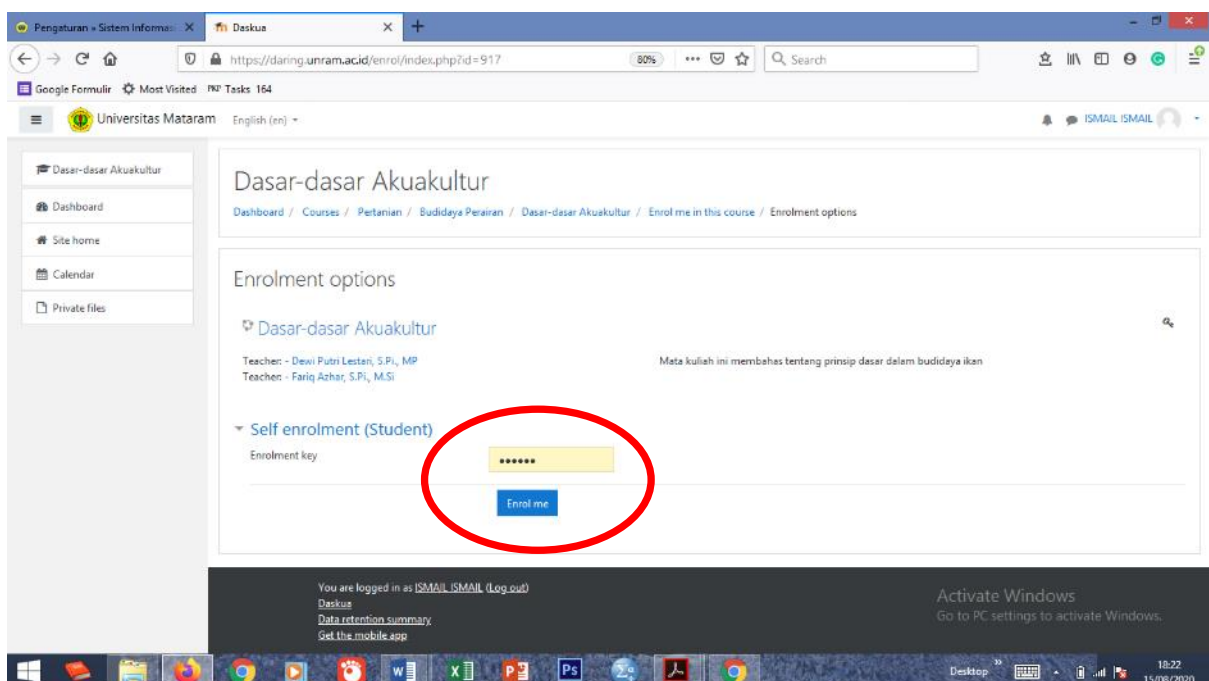 Pengaturan » Sistem Informasi
Daskua
https://daring.unram.ac.id/enrol/index.php?id=917
80%
Search
Google Formulir
Most Visited
PKP Tasks 164
Universitas Mataram
English (en)
ISMAIL ISMAIL
Dasar-dasar Akuakultur
Dashboard
Site home
Calendar
Private files
Dasar-dasar Akuakultur
Dashboard / Courses / Pertanian / Budidaya Perairan / Dasar-dasar Akuakultur / Enrol me in this course / Enrolment options
Enrolment options
Dasar-dasar Akuakultur
Teacher: - Dewi Putri Lestari, S.Pi., MP
Teacher: - Fariq Azhar, S.Pi., M.Si
Mata kuliah ini membahas tentang prinsip dasar dalam budidaya ikan
Self enrolment (Student)
Enrolment key
••••••
Enrol me
You are logged in as ISMAIL ISMAIL (Log out)
Daskua
Data retention summary
Get the mobile app
Activate Windows
Go to PC settings to activate Windows.
Desktop
18:22
15/08/2020